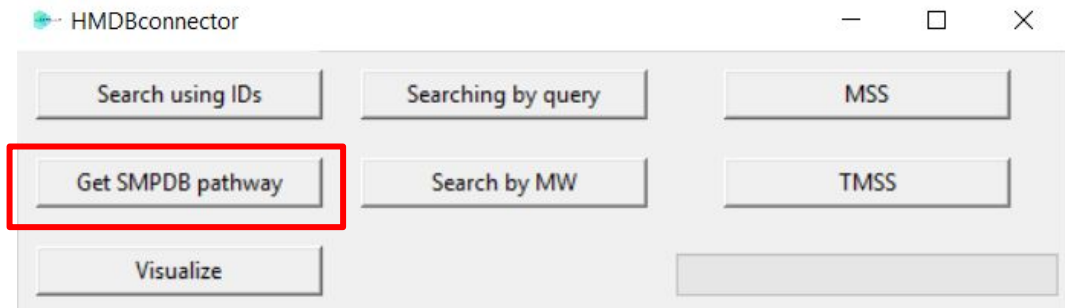 HMDBconnector
Search using IDs
Searching by query
MSS
Get SMPDB pathway
Search by MW
TMSS
Visualize